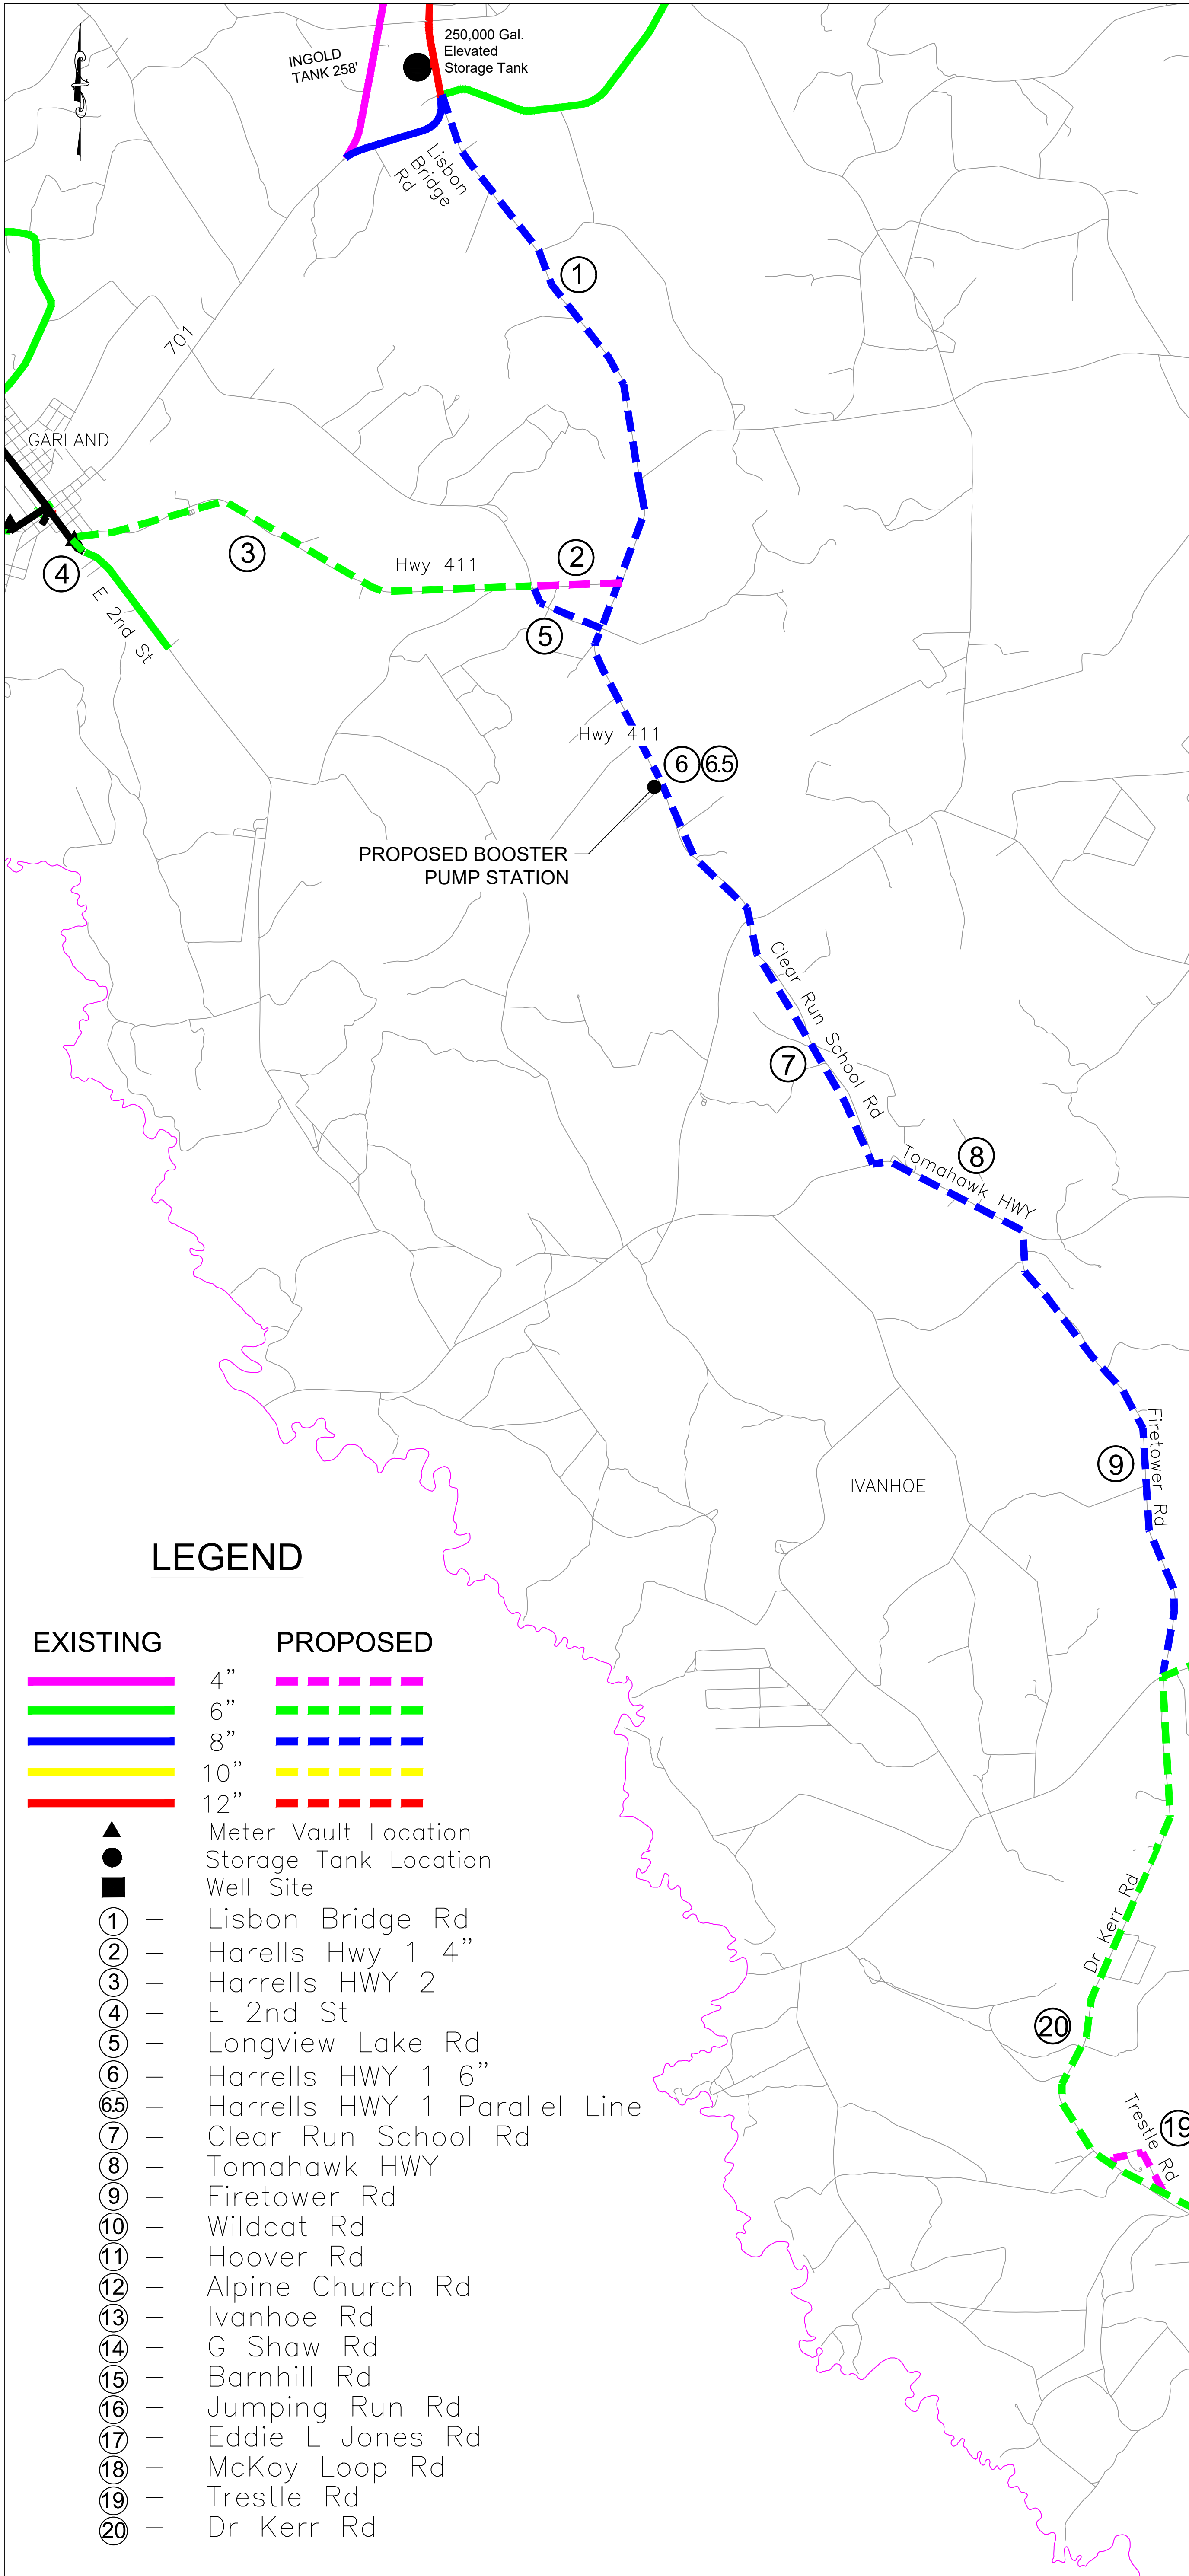 250,000 Gal.
Elevated
Storage Tank
INGOLD
TANK 258'
Lisbon
Bridge
Rd
1
701
GARLAND
3
Hwy 411
2
4
E 2nd St
5
Hwy 411
6
6.5
PROPOSED BOOSTER
PUMP STATION
Clear Run School Rd
7
8
Tomahawk HWY
Firetower Rd
9
IVANHOE
Dr Kerr Rd
20
Trestle Rd
19
LEGEND
EXISTING PROPOSED
4"
6"
8"
10"
12"
Meter Vault Location
Storage Tank Location
Well Site
1 – Lisbon Bridge Rd
2 – Harells Hwy 1 4"
3 – Harrells HWY 2
4 – E 2nd St
5 – Longview Lake Rd
6 – Harrells HWY 1 6"
6.5 – Harrells HWY 1 Parallel Line
7 – Clear Run School Rd
8 – Tomahawk HWY
9 – Firetower Rd
10 – Wildcat Rd
11 – Hoover Rd
12 – Alpine Church Rd
13 – Ivanhoe Rd
14 – G Shaw Rd
15 – Barnhill Rd
16 – Jumping Run Rd
17 – Eddie L Jones Rd
18 – McKoy Loop Rd
19 – Trestle Rd
20 – Dr Kerr Rd